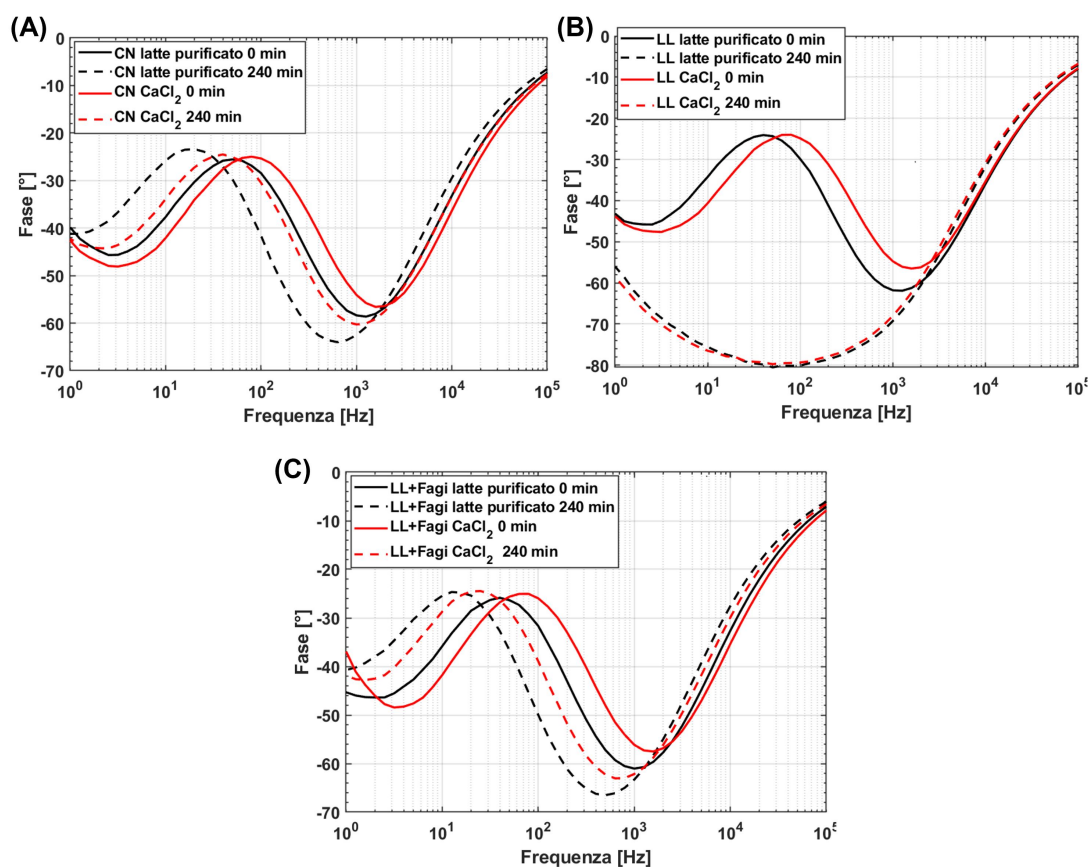 (A)
CN latte purificato 0 min
CN latte purificato 240 min
CN CaCl2 0 min
CN CaCl2 240 min
0
-10
-20
-30
-40
-50
-60
-70
Fase [°]
10^0
10^1
10^2
10^3
10^4
10^5
Frequenza [Hz]
(B)
LL latte purificato 0 min
LL latte purificato 240 min
LL CaCl2 0 min
LL CaCl2 240 min
0
-10
-20
-30
-40
-50
-60
-70
-80
Fase [°]
10^0
10^1
10^2
10^3
10^4
10^5
Frequenza [Hz]
(C)
LL+Fagi latte purificato 0 min
LL+Fagi latte purificato 240 min
LL+Fagi CaCl2 0 min
LL+Fagi CaCl2 240 min
0
-10
-20
-30
-40
-50
-60
-70
Fase [°]
10^0
10^1
10^2
10^3
10^4
10^5
Frequenza [Hz]